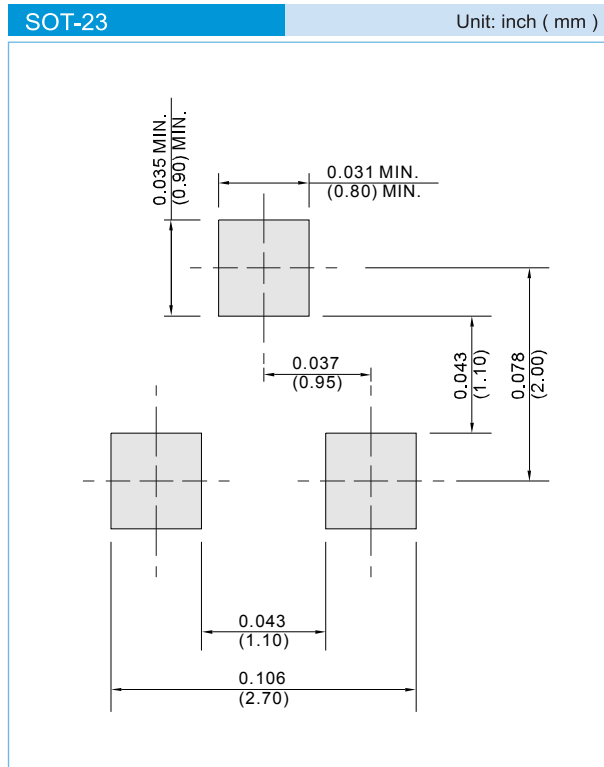 SOT-23
Unit: inch ( mm )
0.035 MIN.
(0.90) MIN.
0.031 MIN.
(0.80) MIN.
0.037
(0.95)
0.043
(1.10)
0.078
(2.00)
0.043
(1.10)
0.106
(2.70)